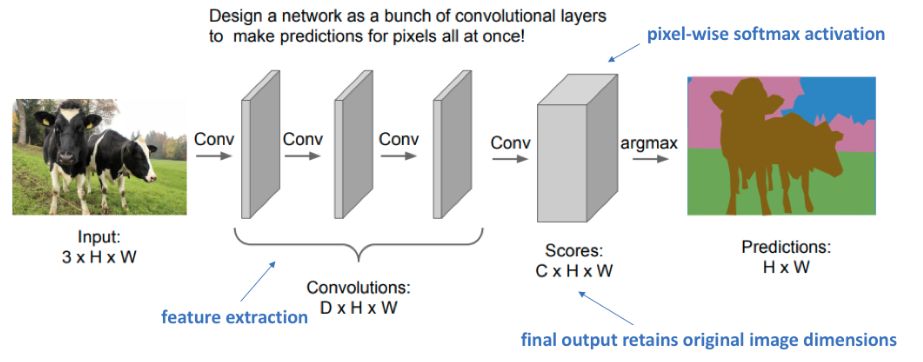 Design a network as a bunch of convolutional layers
to make predictions for pixels all at once!
pixel-wise softmax activation
Conv
Conv
Conv
Conv
argmax
Input:
3 x H x W
Convolutions:
D x H x W
feature extraction
Scores:
C x H x W
Predictions:
H x W
final output retains original image dimensions